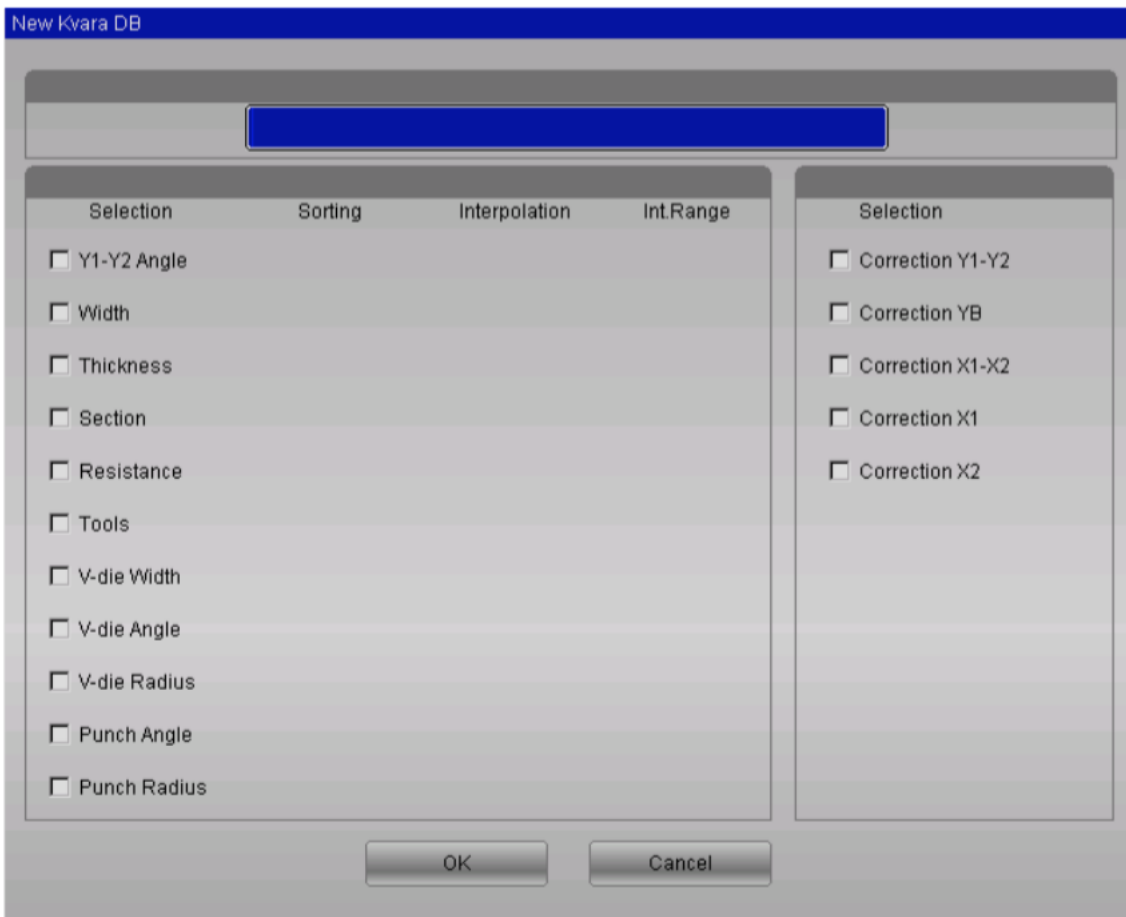 New Kvara DB
Selection Sorting Interpolation Int.Range
Y1-Y2 Angle
Width
Thickness
Section
Resistance
Tools
V-die Width
V-die Angle
V-die Radius
Punch Angle
Punch Radius
Selection
Correction Y1-Y2
Correction YB
Correction X1-X2
Correction X1
Correction X2
OK Cancel